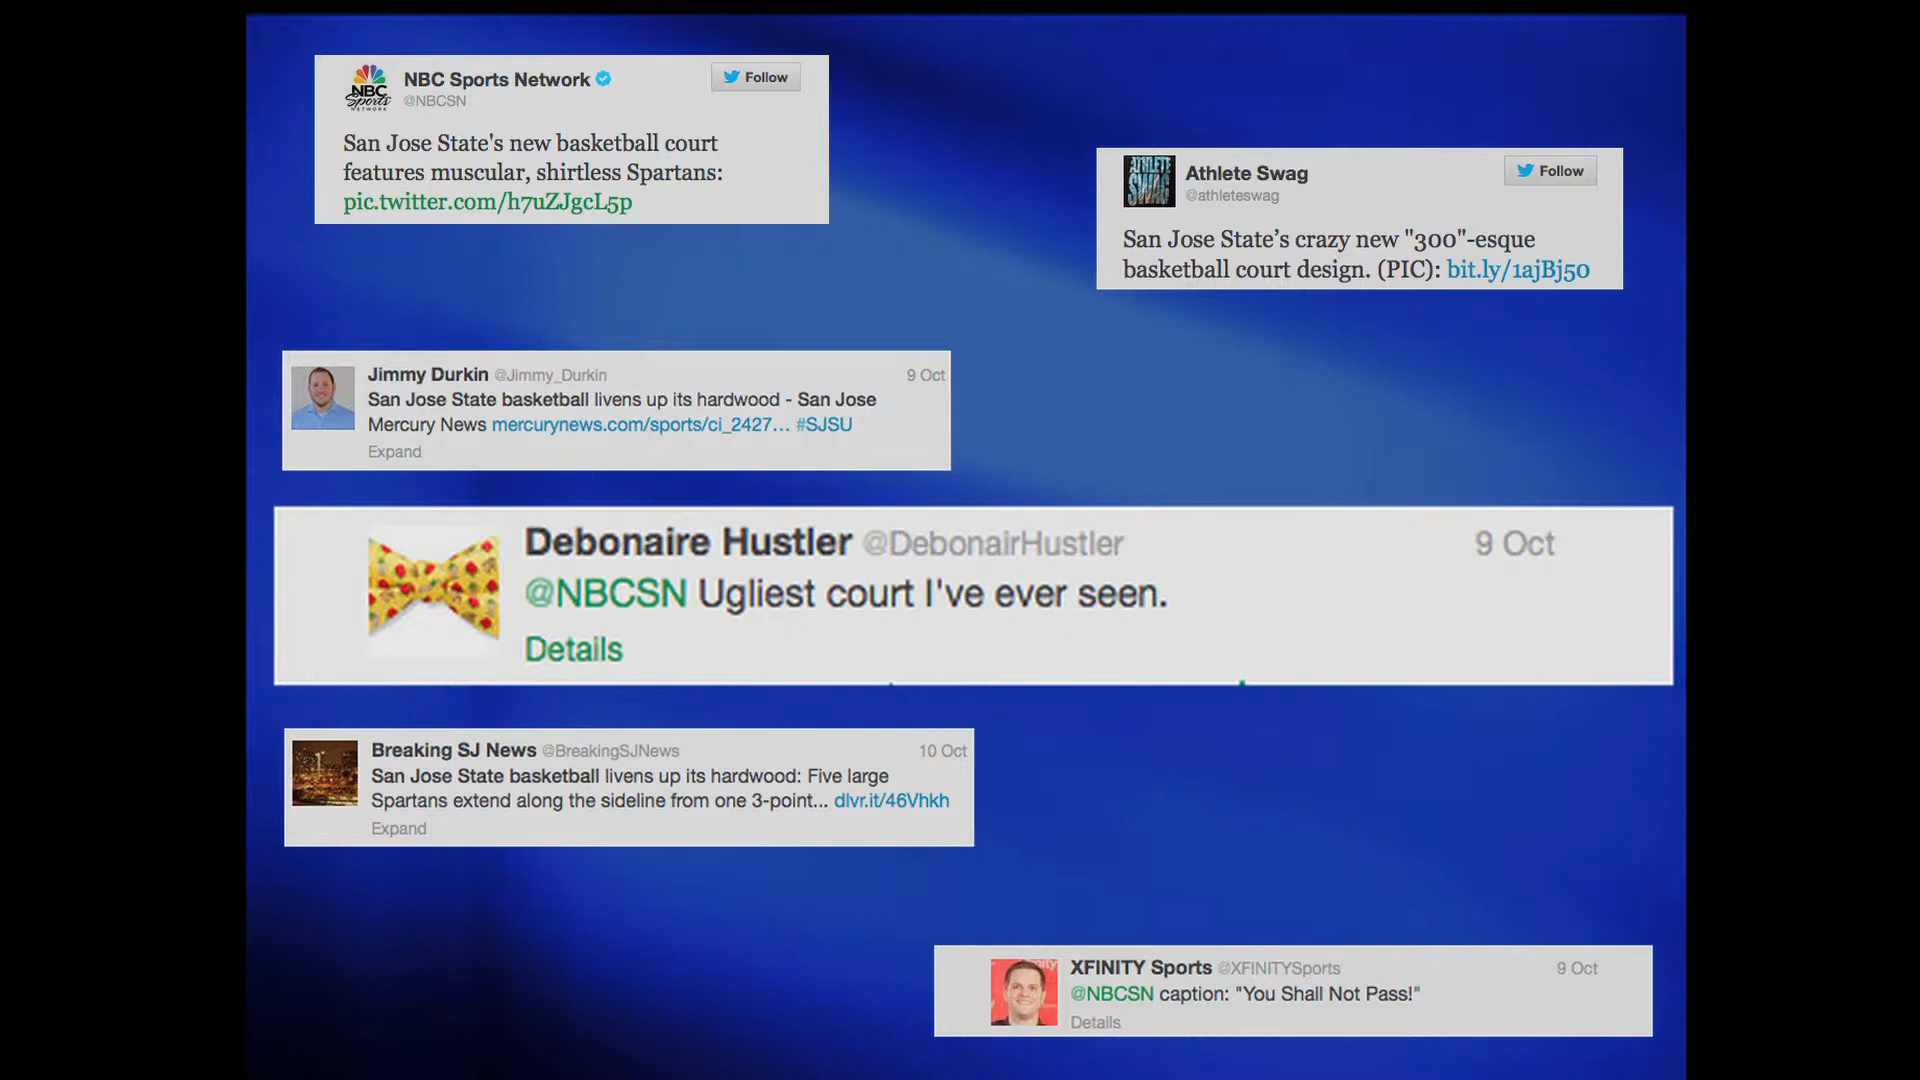 NBC Sports Network
Follow
@NBCSN
San Jose State's new basketball court
features muscular, shirtless Spartans:
pic.twitter.com/h7uZJgcL5p
NBC
Sports
NETWORK
ATHLETE
SWAG
Athlete Swag
Follow
@athleteswag
San Jose State’s crazy new "300"-esque
basketball court design. (PIC): bit.ly/1ajBj50
Jimmy Durkin @Jimmy_Durkin 9 Oct
San Jose State basketball livens up its hardwood - San Jose
Mercury News mercurynews.com/sports/ci_2427... #SJSU
Expand
Debonaire Hustler @DebonairHustler 9 Oct
@NBCSN Ugliest court I've ever seen.
Details
Breaking SJ News @BreakingSJNews 10 Oct
San Jose State basketball livens up its hardwood: Five large
Spartans extend along the sideline from one 3-point... dlvr.it/46Vhkh
Expand
XFINITY Sports @XFINITYSports 9 Oct
@NBCSN caption: "You Shall Not Pass!"
Details